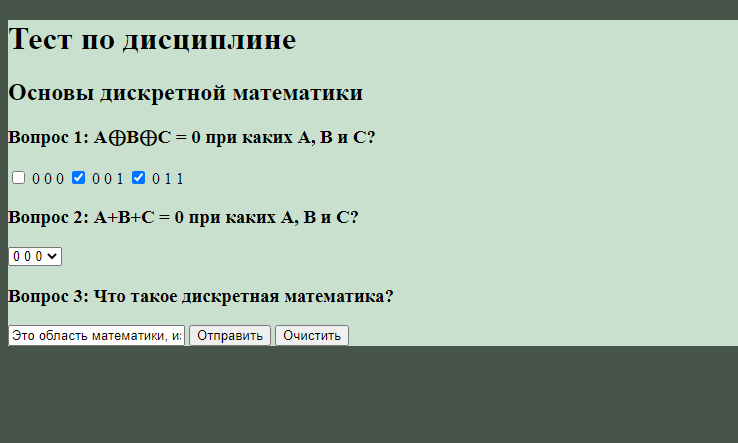 Тест по дисциплине
Основы дискретной математики
Вопрос 1: A⨁B⨁C = 0 при каких A, B и C?
0 0 0 0 0 1 0 1 1
Вопрос 2: A+B+C = 0 при каких A, B и C?
0 0 0
Вопрос 3: Что такое дискретная математика?
Это область математики, из Отправить Очистить